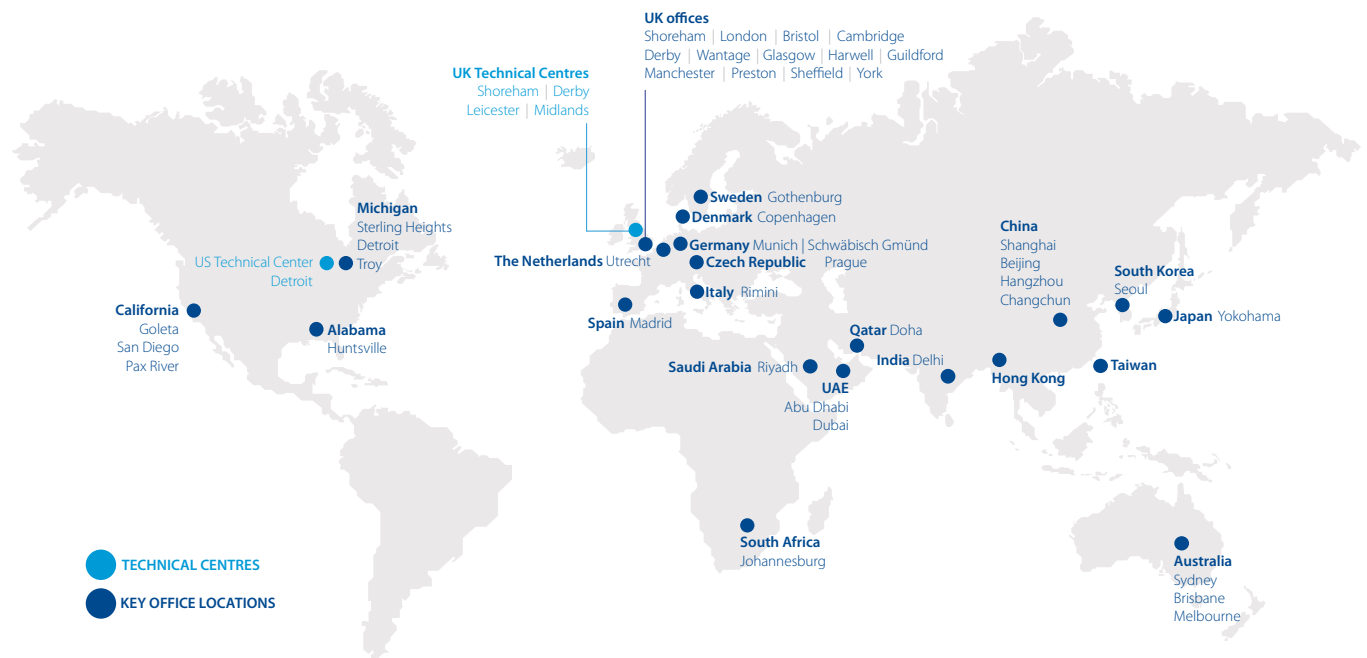 UK offices
Shoreham | London | Bristol | Cambridge
Derby | Wantage | Glasgow | Harwell | Guildford
Manchester | Preston | Sheffield | York
UK Technical Centres
Shoreham | Derby
Leicester | Midlands
Sweden Gothenburg
Denmark Copenhagen
Germany Munich | Schwäbisch Gmünd
The Netherlands Utrecht
Czech Republic Prague
Italy Rimini
Spain Madrid
Michigan
Sterling Heights
Detroit
Troy
US Technical Center
Detroit
California
Goleta
San Diego
Pax River
Alabama
Huntsville
China
Shanghai
Beijing
Hangzhou
Changchun
South Korea
Seoul
Japan Yokohama
Qatar Doha
India Delhi
Saudi Arabia Riyadh
UAE
Abu Dhabi
Dubai
Hong Kong
Taiwan
South Africa
Johannesburg
Australia
Sydney
Brisbane
Melbourne
TECHNICAL CENTRES
KEY OFFICE LOCATIONS